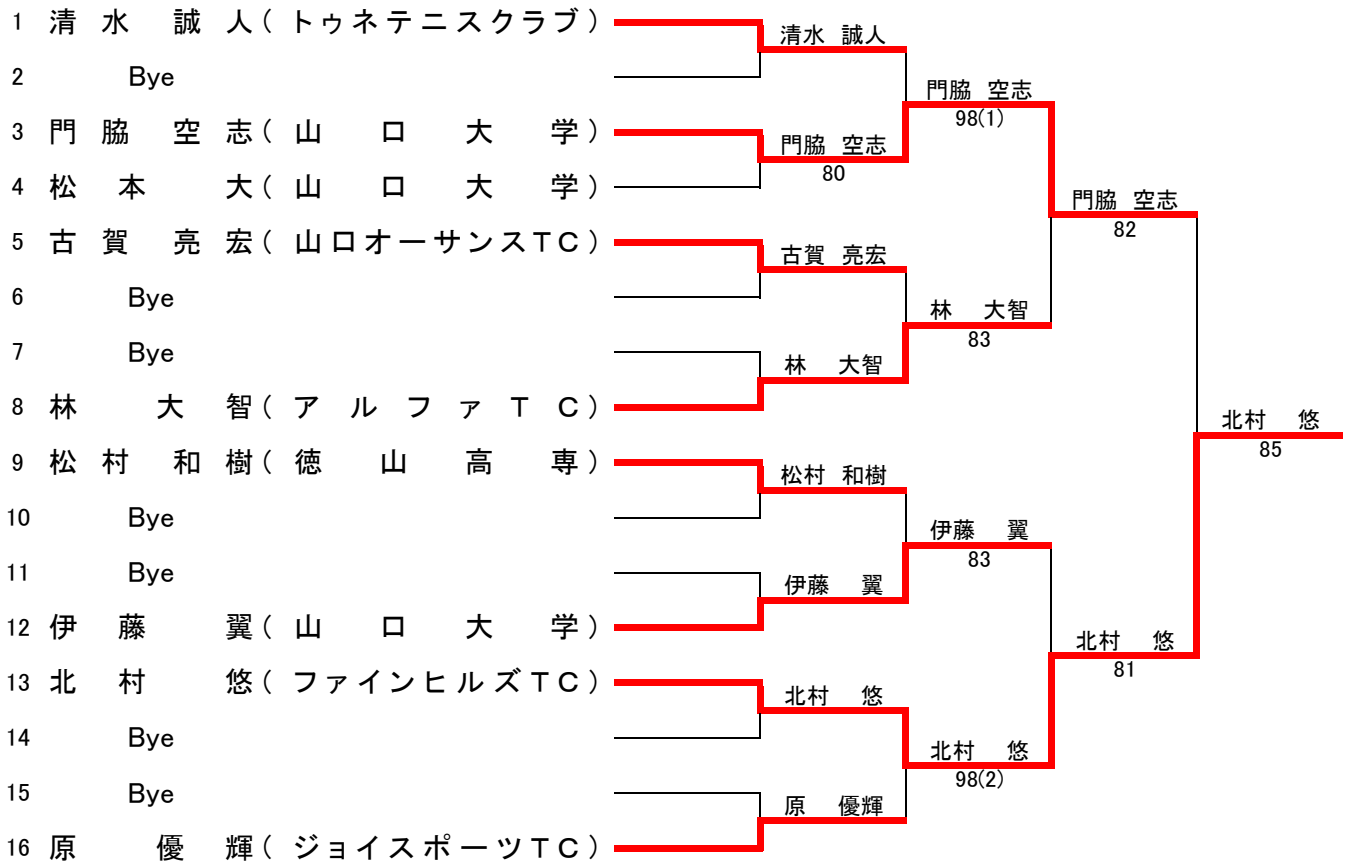 1 清水 誠人(トゥネテニスクラブ)
2 Bye
3 門脇 空志(山口大学)
4 松本 大(山口大学)
5 古賀 亮宏(山口オーサンスTC)
6 Bye
7 Bye
8 林 大智(アルファTC)
9 松村 和樹(徳山高専)
10 Bye
11 Bye
12 伊藤 翼(山口大学)
13 北村 悠(ファインヒルズTC)
14 Bye
15 Bye
16 原 優輝(ジョイスポーツTC)
清水 誠人
門脇 空志
80
古賀 亮宏
林 大智
松村 和樹
伊藤 翼
北村 悠
原 優輝
門脇 空志
98(1)
林 大智
83
伊藤 翼
83
北村 悠
98(2)
門脇 空志
82
北村 悠
81
北村 悠
85